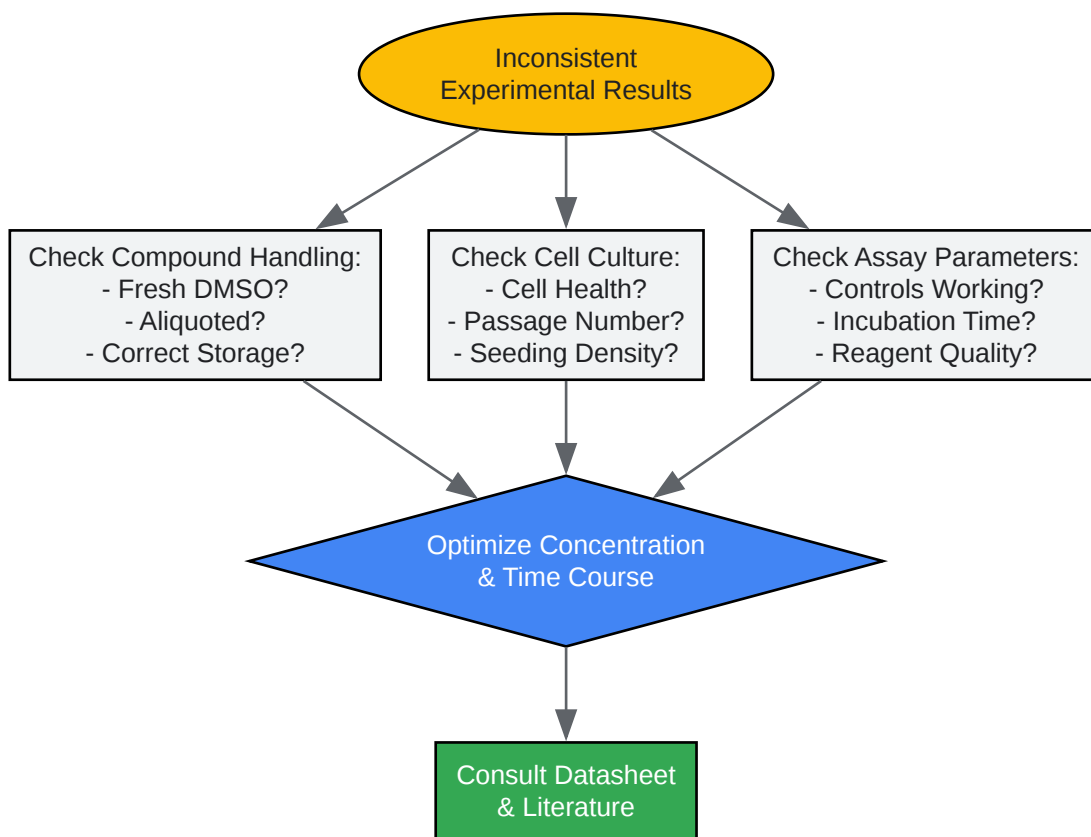 Inconsistent
Experimental Results
Check Compound Handling:
- Fresh DMSO?
- Aliquoted?
- Correct Storage?
Check Cell Culture:
- Cell Health?
- Passage Number?
- Seeding Density?
Check Assay Parameters:
- Controls Working?
- Incubation Time?
- Reagent Quality?
Optimize Concentration
& Time Course
Consult Datasheet
& Literature